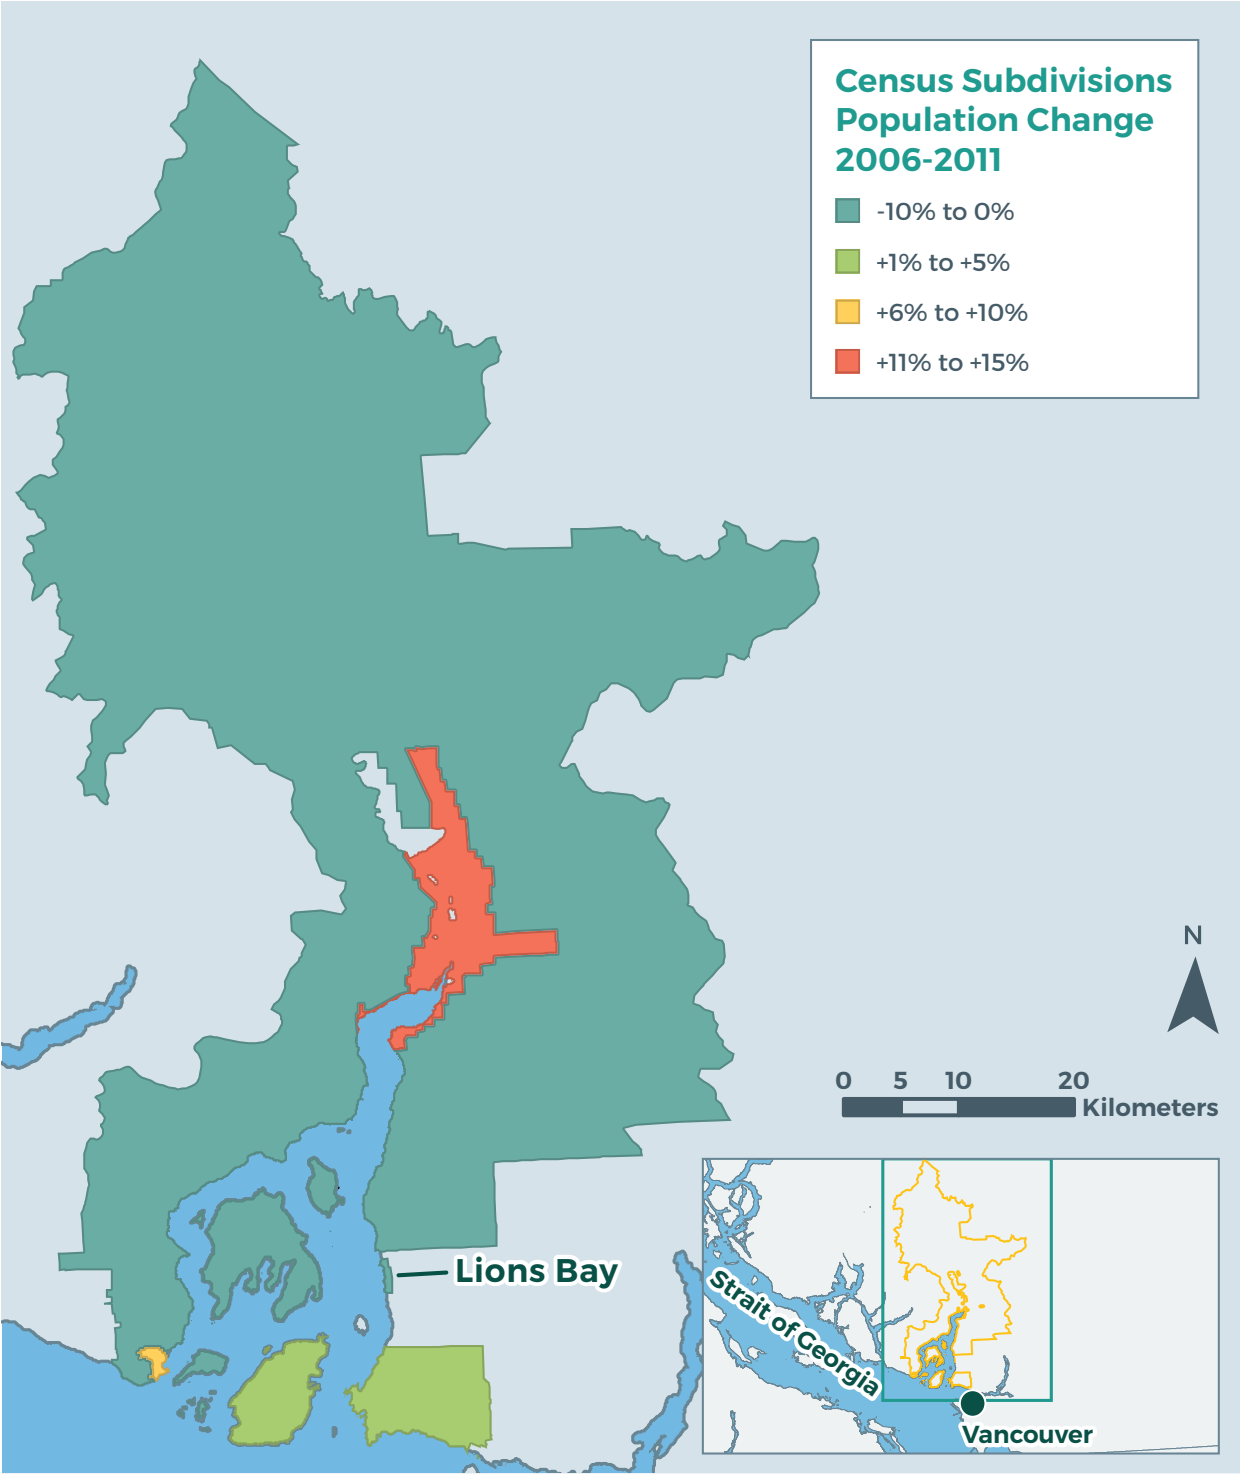 Census Subdivisions
Population Change
2006-2011
-10% to 0%
+1% to +5%
+6% to +10%
+11% to +15%
N
0 5 10 20
Kilometers
Lions Bay
Strait of Georgia
Vancouver